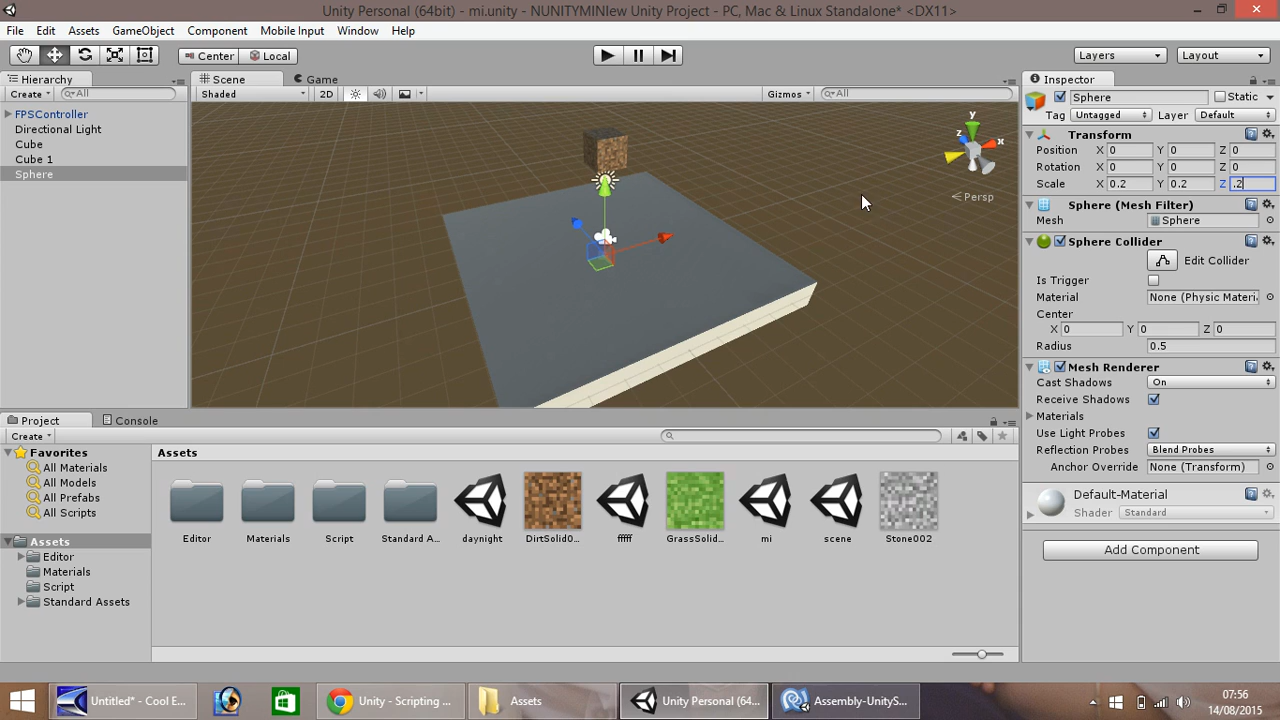 Unity Personal (64bit) - mi.unity - NUNITYMINIew Unity Project - PC, Mac & Linux Standalone* <DX11>
File Edit Assets GameObject Component Mobile Input Window Help
Center Local Layers Layout
Hierarchy
Create All
FPSController
Directional Light
Cube
Cube 1
Sphere
Scene Game
Shaded 2D Gizmos All
y
z x
Persp
Inspector
Sphere Static
Tag Untagged Layer Default
Transform
Position X 0 Y 0 Z 0
Rotation X 0 Y 0 Z 0
Scale X 0.2 Y 0.2 Z .2
Sphere (Mesh Filter)
Mesh Sphere
Sphere Collider
Edit Collider
Is Trigger
Material None (Physic Materi
Center
X 0 Y 0 Z 0
Radius 0.5
Mesh Renderer
Cast Shadows On
Receive Shadows
Materials
Use Light Probes
Reflection Probes Blend Probes
Anchor Override None (Transform)
Default-Material
Shader Standard
Add Component
Project Console
Create
Favorites
All Materials
All Models
All Prefabs
All Scripts
Assets
Editor
Materials
Script
Standard Assets
Assets
Editor Materials Script Standard A... daynight DirtSolid0... fffff GrassSolid... mi scene Stone002
Untitled* - Cool E... Unity - Scripting ... Assets Unity Personal (64... Assembly-UnityS...
07:56
14/08/2015